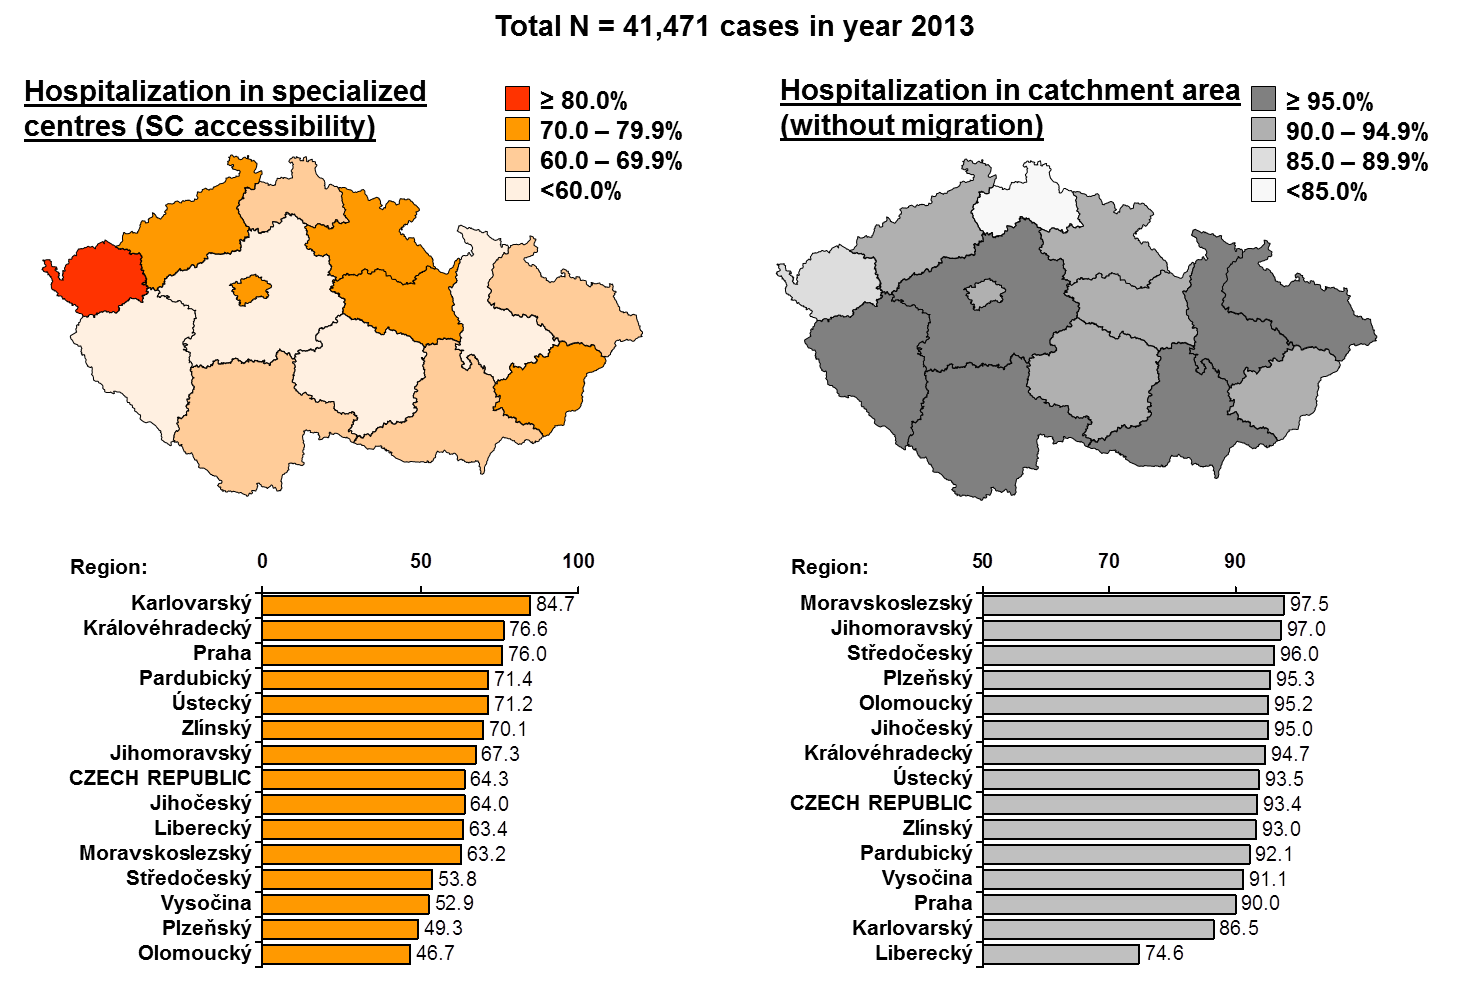 Total N = 41,471 cases in year 2013
Hospitalization in specialized
centres (SC accessibility)
≥ 80.0%
70.0 – 79.9%
60.0 – 69.9%
<60.0%
Hospitalization in catchment area
(without migration)
≥ 95.0%
90.0 – 94.9%
85.0 – 89.9%
<85.0%
Region:
0 50 100
Karlovarský 84.7
Královéhradecký 76.6
Praha 76.0
Pardubický 71.4
Ústecký 71.2
Zlínský 70.1
Jihomoravský 67.3
CZECH REPUBLIC 64.3
Jihočeský 64.0
Liberecký 63.4
Moravskoslezský 63.2
Středočeský 53.8
Vysočina 52.9
Plzeňský 49.3
Olomoucký 46.7
Region:
50 70 90
Moravskoslezský 97.5
Jihomoravský 97.0
Středočeský 96.0
Plzeňský 95.3
Olomoucký 95.2
Jihočeský 95.0
Královéhradecký 94.7
Ústecký 93.5
CZECH REPUBLIC 93.4
Zlínský 93.0
Pardubický 92.1
Vysočina 91.1
Praha 90.0
Karlovarský 86.5
Liberecký 74.6